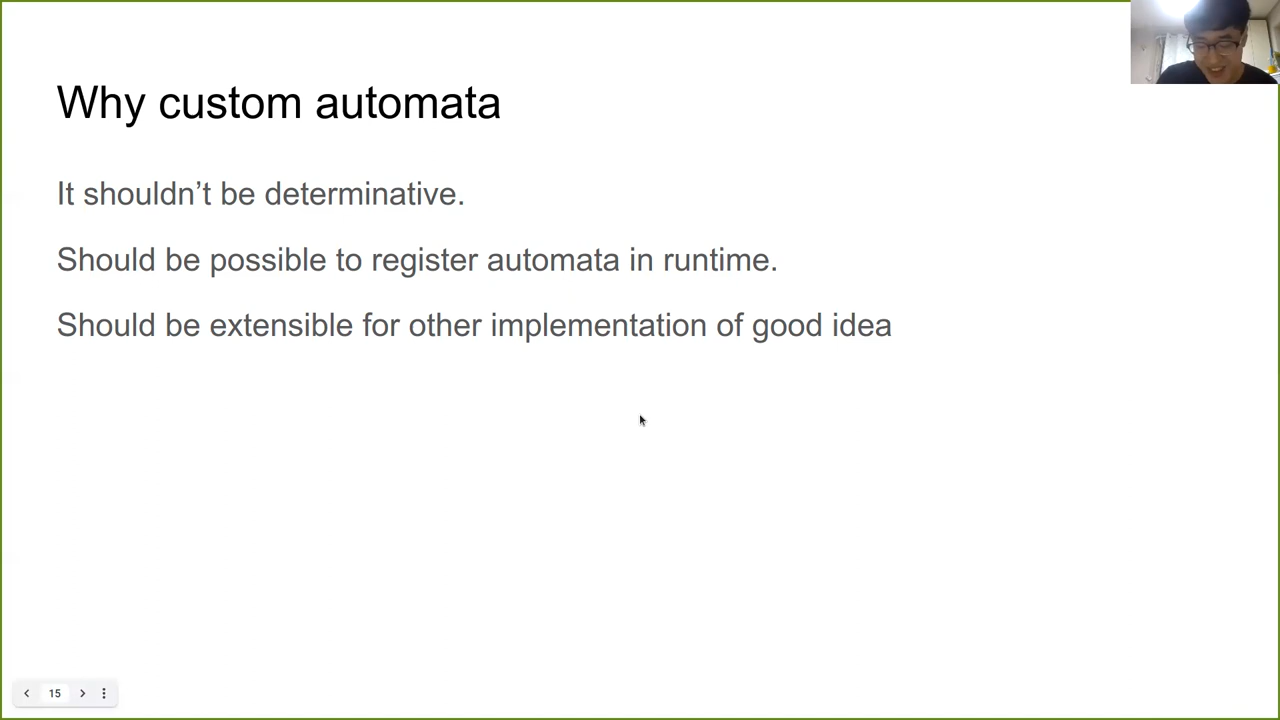 Why custom automata
It shouldn’t be determinative.
Should be possible to register automata in runtime.
Should be extensible for other implementation of good idea
15